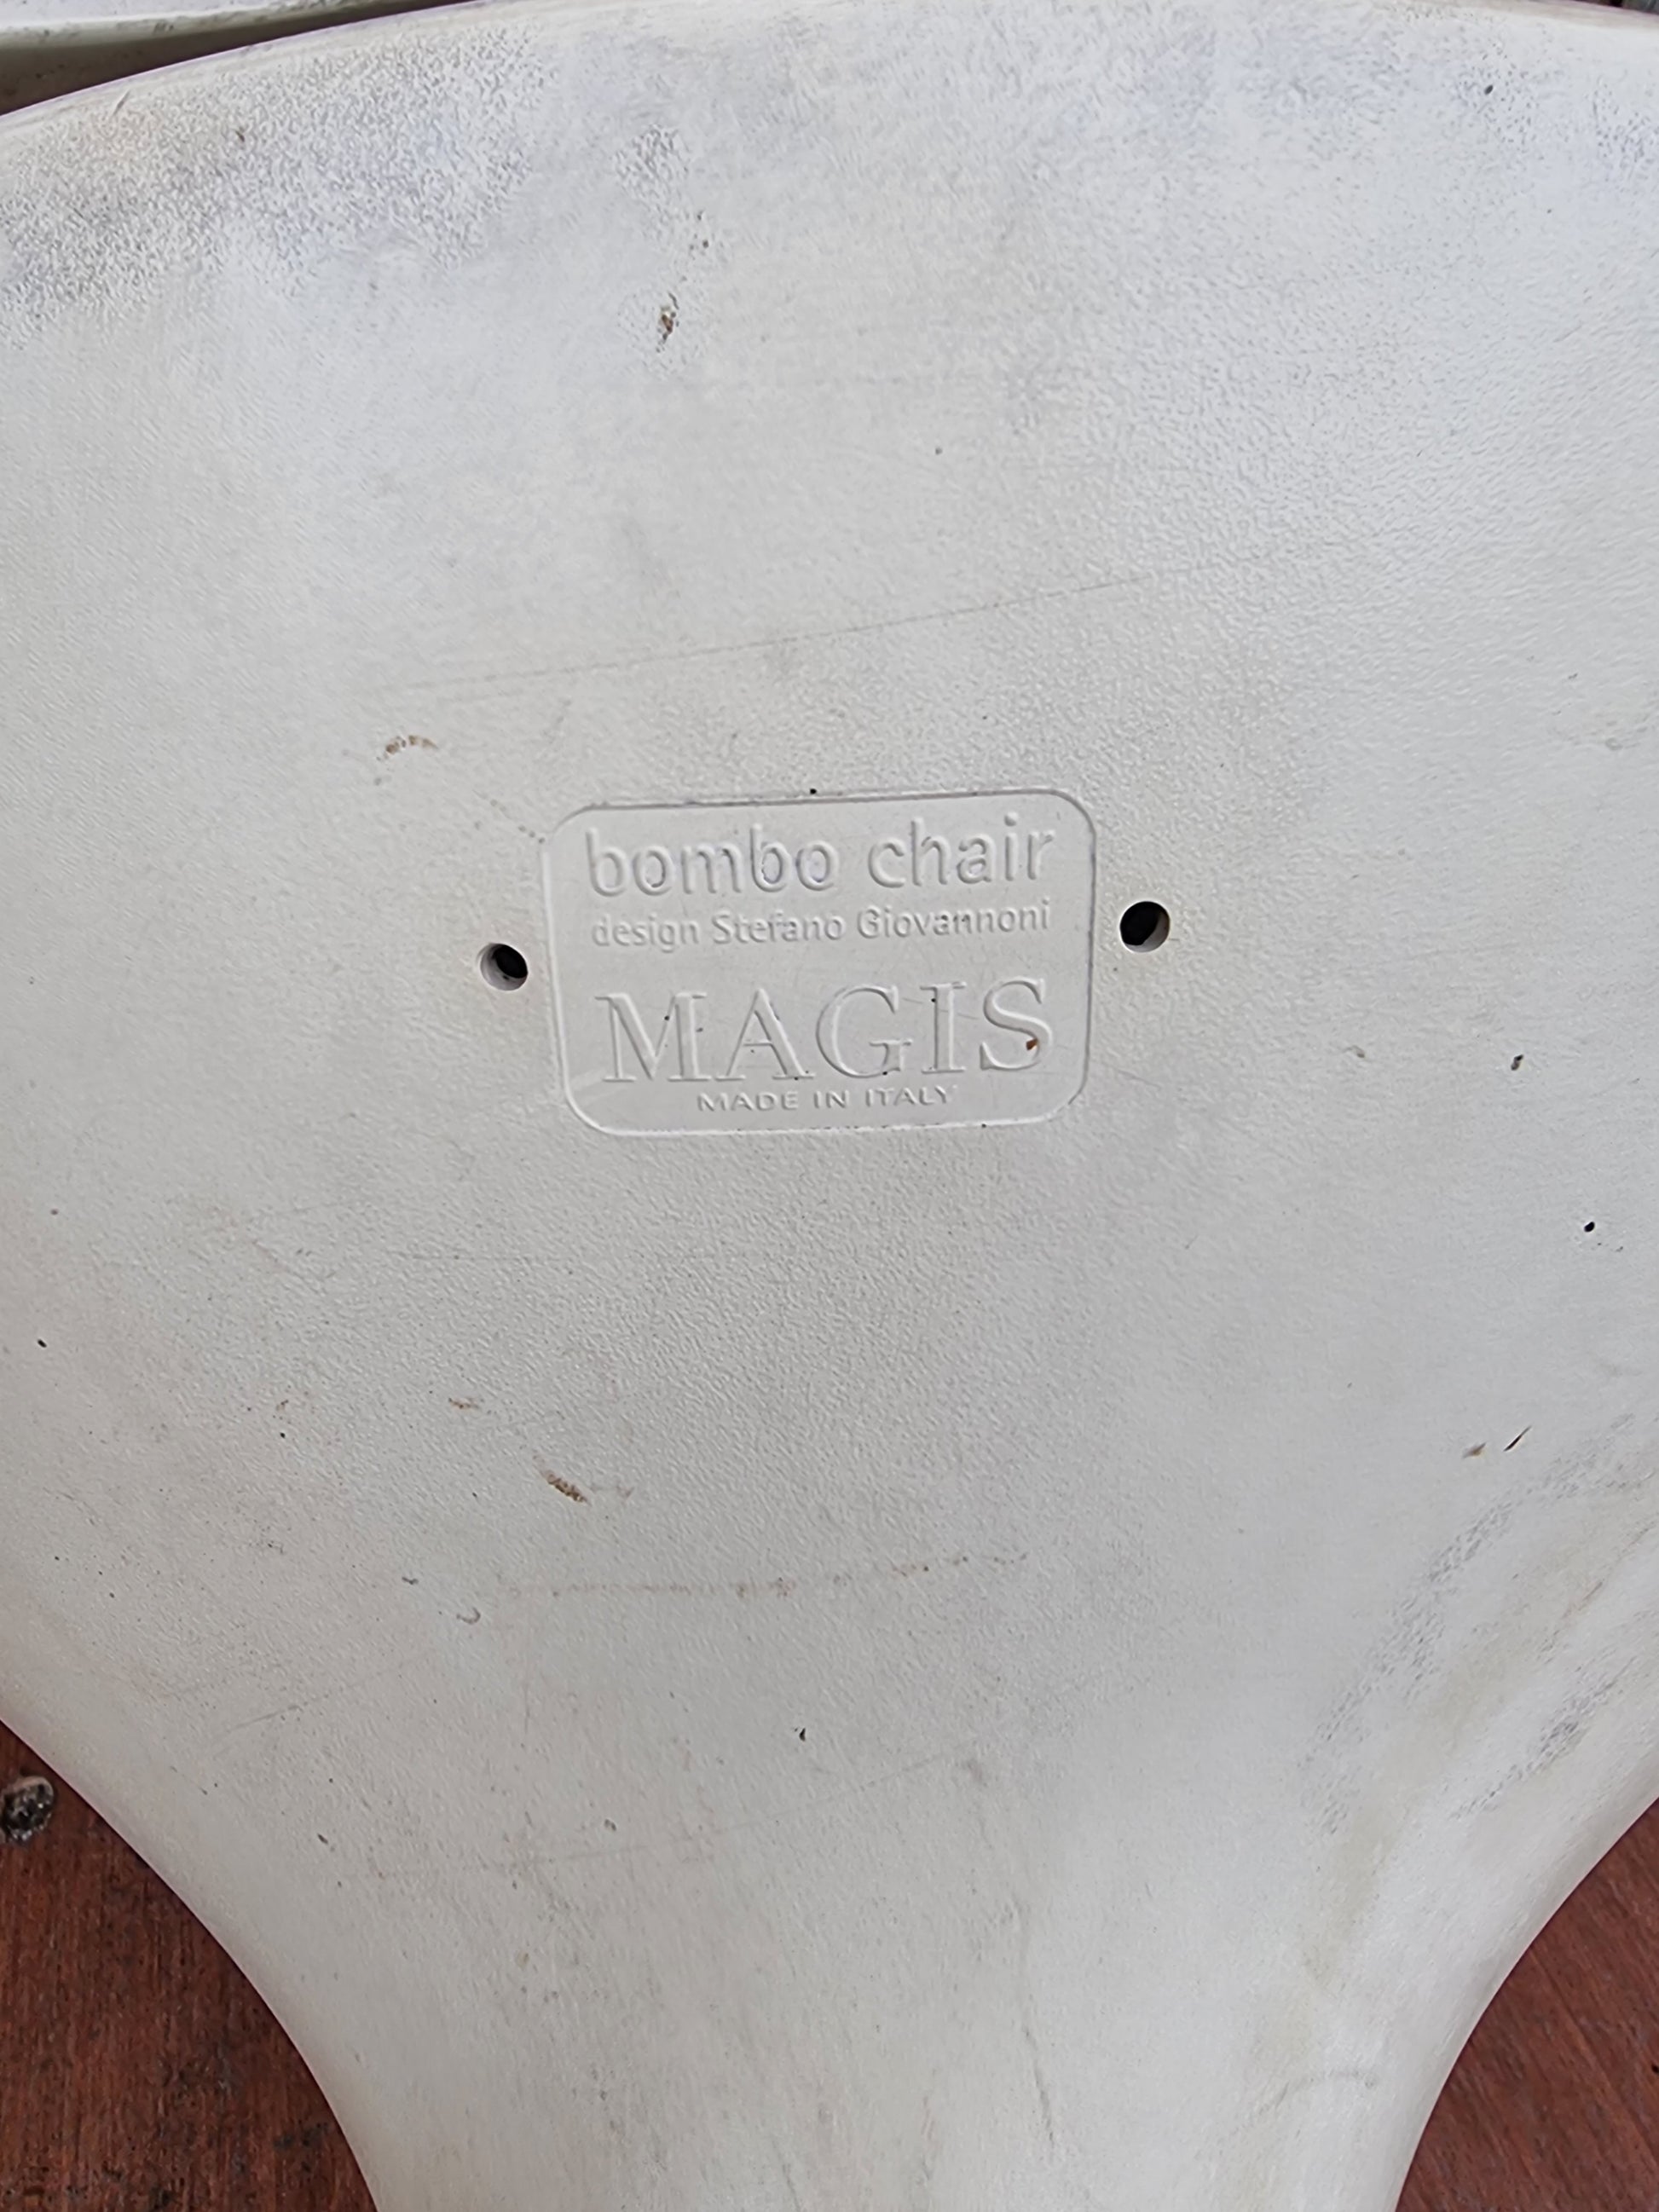 bombo chair
design Stefano Giovannoni
MAGIS
MADE IN ITALY